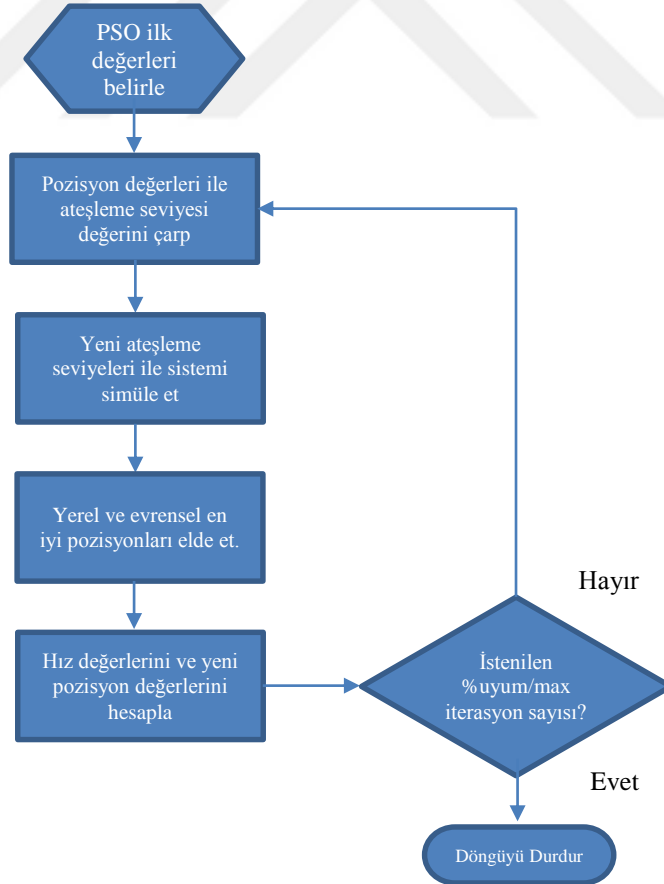 PSO ilk
değerleri
belirle
Pozisyon değerleri ile
ateşleme seviyesi
değerini çarp
Yeni ateşleme
seviyeleri ile sistemi
simüle et
Yerel ve evrensel en
iyi pozisyonları elde et.
Hız değerlerini ve yeni
pozisyon değerlerini
hesapla
Hayır
İstenilen
%uyum/max
iterasyon sayısı?
Evet
Döngüyü Durdur